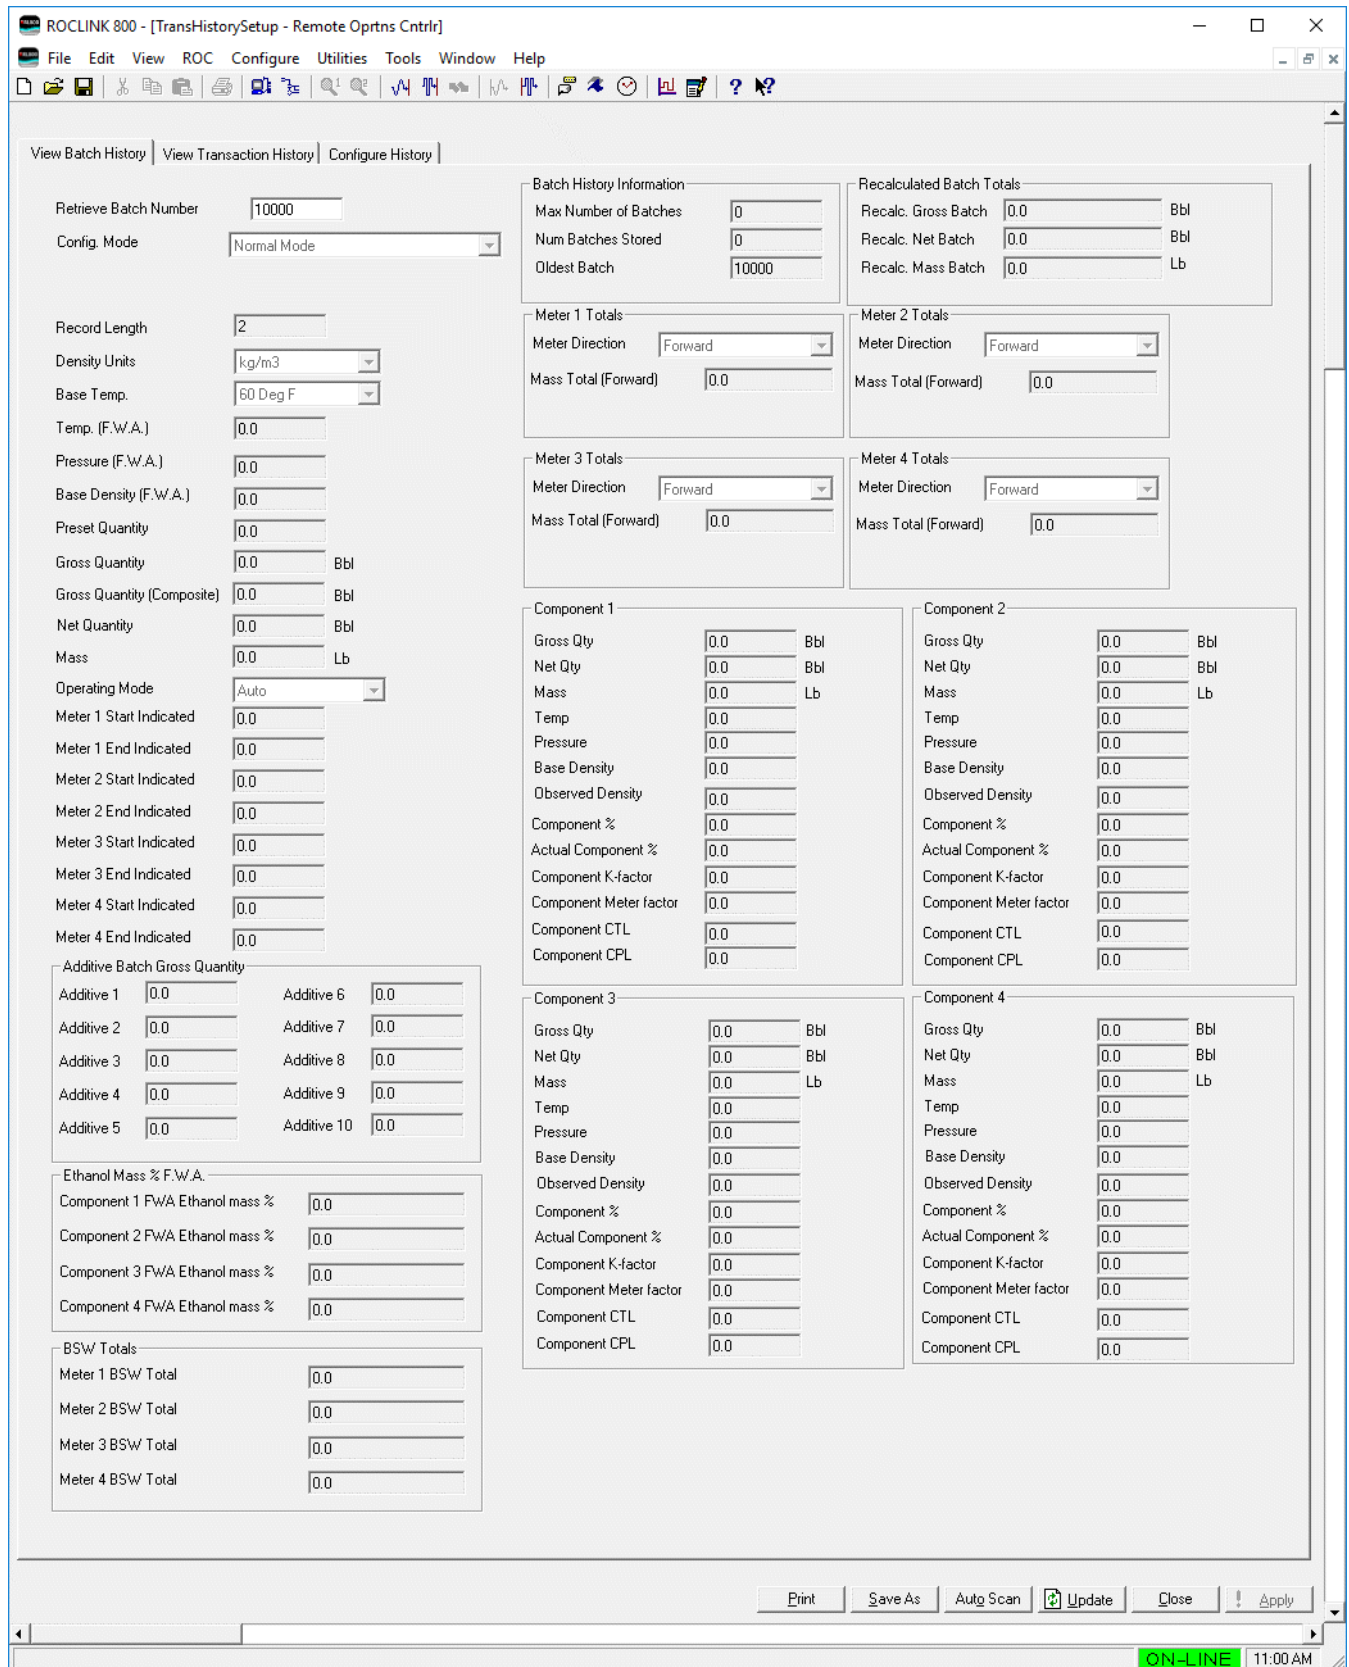 ROCLINK 800 - [TransHistorySetup - Remote Oprtns Cntrlr]
File Edit View ROC Configure Utilities Tools Window Help
View Batch History View Transaction History Configure History
Retrieve Batch Number 10000
Config. Mode Normal Mode
Record Length 2
Density Units kg/m3
Base Temp. 60 Deg F
Temp. (F.W.A.) 0.0
Pressure (F.W.A.) 0.0
Base Density (F.W.A.) 0.0
Preset Quantity 0.0
Gross Quantity 0.0 Bbl
Gross Quantity (Composite) 0.0 Bbl
Net Quantity 0.0 Bbl
Mass 0.0 Lb
Operating Mode Auto
Meter 1 Start Indicated 0.0
Meter 1 End Indicated 0.0
Meter 2 Start Indicated 0.0
Meter 2 End Indicated 0.0
Meter 3 Start Indicated 0.0
Meter 3 End Indicated 0.0
Meter 4 Start Indicated 0.0
Meter 4 End Indicated 0.0
Additive Batch Gross Quantity
Additive 1 0.0 Additive 6 0.0
Additive 2 0.0 Additive 7 0.0
Additive 3 0.0 Additive 8 0.0
Additive 4 0.0 Additive 9 0.0
Additive 5 0.0 Additive 10 0.0
Ethanol Mass % F.W.A.
Component 1 FWA Ethanol mass % 0.0
Component 2 FWA Ethanol mass % 0.0
Component 3 FWA Ethanol mass % 0.0
Component 4 FWA Ethanol mass % 0.0
BSW Totals
Meter 1 BSW Total 0.0
Meter 2 BSW Total 0.0
Meter 3 BSW Total 0.0
Meter 4 BSW Total 0.0
Batch History Information
Max Number of Batches 0
Num Batches Stored 0
Oldest Batch 10000
Recalculated Batch Totals
Recalc. Gross Batch 0.0 Bbl
Recalc. Net Batch 0.0 Bbl
Recalc. Mass Batch 0.0 Lb
Meter 1 Totals
Meter Direction Forward
Mass Total (Forward) 0.0
Meter 2 Totals
Meter Direction Forward
Mass Total (Forward) 0.0
Meter 3 Totals
Meter Direction Forward
Mass Total (Forward) 0.0
Meter 4 Totals
Meter Direction Forward
Mass Total (Forward) 0.0
Component 1
Gross Qty 0.0 Bbl
Net Qty 0.0 Bbl
Mass 0.0 Lb
Temp 0.0
Pressure 0.0
Base Density 0.0
Observed Density 0.0
Component % 0.0
Actual Component % 0.0
Component K-factor 0.0
Component Meter factor 0.0
Component CTL 0.0
Component CPL 0.0
Component 2
Gross Qty 0.0 Bbl
Net Qty 0.0 Bbl
Mass 0.0 Lb
Temp 0.0
Pressure 0.0
Base Density 0.0
Observed Density 0.0
Component % 0.0
Actual Component % 0.0
Component K-factor 0.0
Component Meter factor 0.0
Component CTL 0.0
Component CPL 0.0
Component 3
Gross Qty 0.0 Bbl
Net Qty 0.0 Bbl
Mass 0.0 Lb
Temp 0.0
Pressure 0.0
Base Density 0.0
Observed Density 0.0
Component % 0.0
Actual Component % 0.0
Component K-factor 0.0
Component Meter factor 0.0
Component CTL 0.0
Component CPL 0.0
Component 4
Gross Qty 0.0 Bbl
Net Qty 0.0 Bbl
Mass 0.0 Lb
Temp 0.0
Pressure 0.0
Base Density 0.0
Observed Density 0.0
Component % 0.0
Actual Component % 0.0
Component K-factor 0.0
Component Meter factor 0.0
Component CTL 0.0
Component CPL 0.0
Print Save As Auto Scan Update Close ! Apply
ON-LINE 11:00 AM